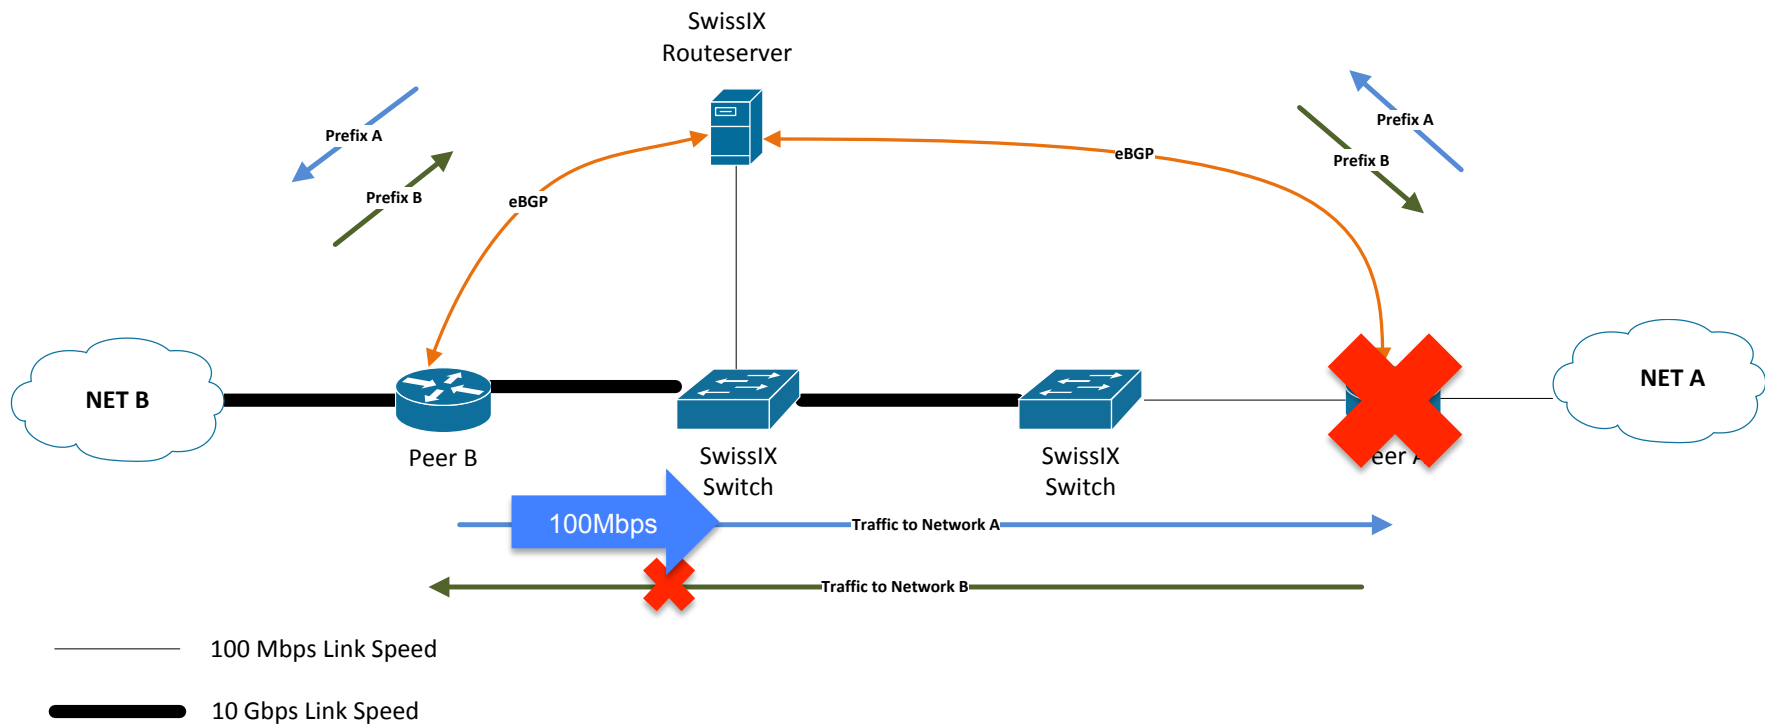 SwissIX
Routeserver
Prefix A
Prefix B
eBGP
eBGP
Prefix A
Prefix B
NET B
NET A
Peer B
SwissIX
Switch
SwissIX
Switch
eer A
100Mbps
Traffic to Network A
Traffic to Network B
100 Mbps Link Speed
10 Gbps Link Speed